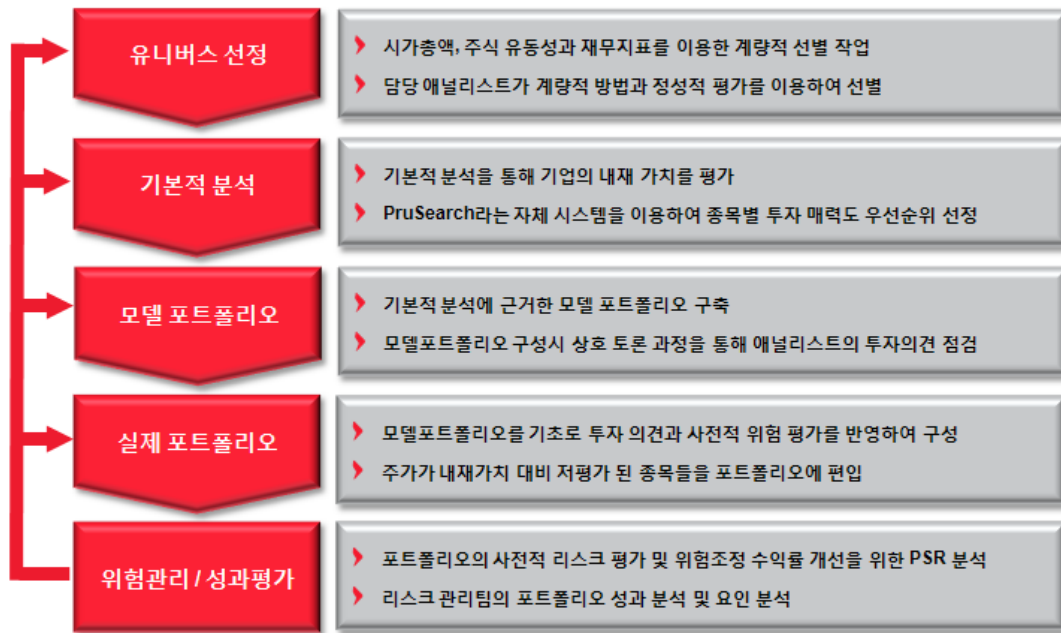 유니버스 선정
시가총액, 주식 유동성과 재무지표를 이용한 계량적 선별 작업
담당 애널리스트가 계량적 방법과 정성적 평가를 이용하여 선별
기본적 분석
기본적 분석을 통해 기업의 내재 가치를 평가
PruSearch라는 자체 시스템을 이용하여 종목별 투자 매력도 우선순위 선정
모델 포트폴리오
기본적 분석에 근거한 모델 포트폴리오 구축
모델포트폴리오 구성시 상호 토론 과정을 통해 애널리스트의 투자의견 점검
실제 포트폴리오
모델포트폴리오를 기초로 투자 의견과 사전적 위험 평가를 반영하여 구성
주가가 내재가치 대비 저평가 된 종목들을 포트폴리오에 편입
위험관리 / 성과평가
포트폴리오의 사전적 리스크 평가 및 위험조정 수익률 개선을 위한 PSR 분석
리스크 관리팀의 포트폴리오 성과 분석 및 요인 분석